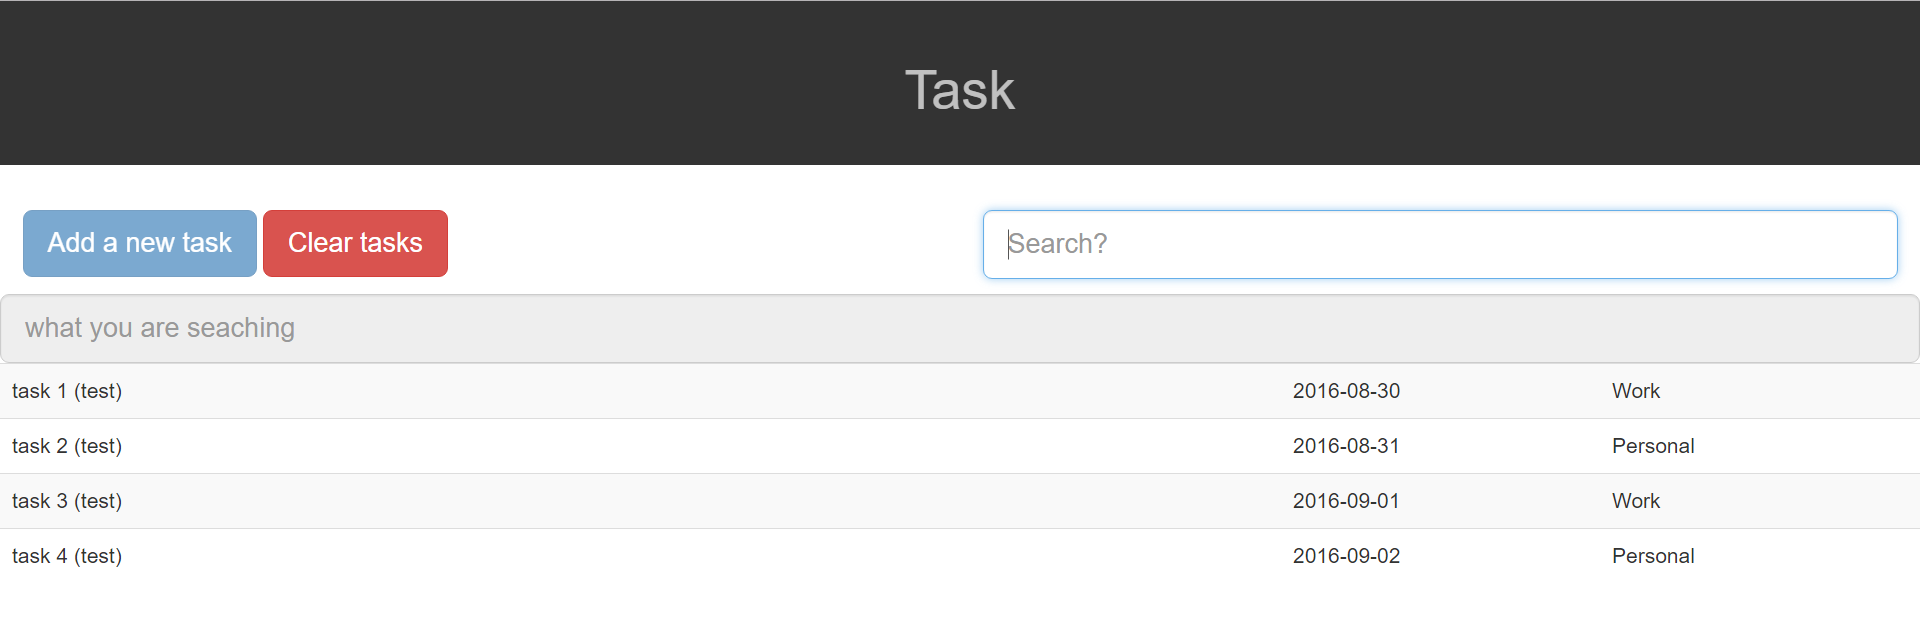 Task
Add a new task Clear tasks Search?
what you are seaching
task 1 (test) 2016-08-30 Work
task 2 (test) 2016-08-31 Personal
task 3 (test) 2016-09-01 Work
task 4 (test) 2016-09-02 Personal